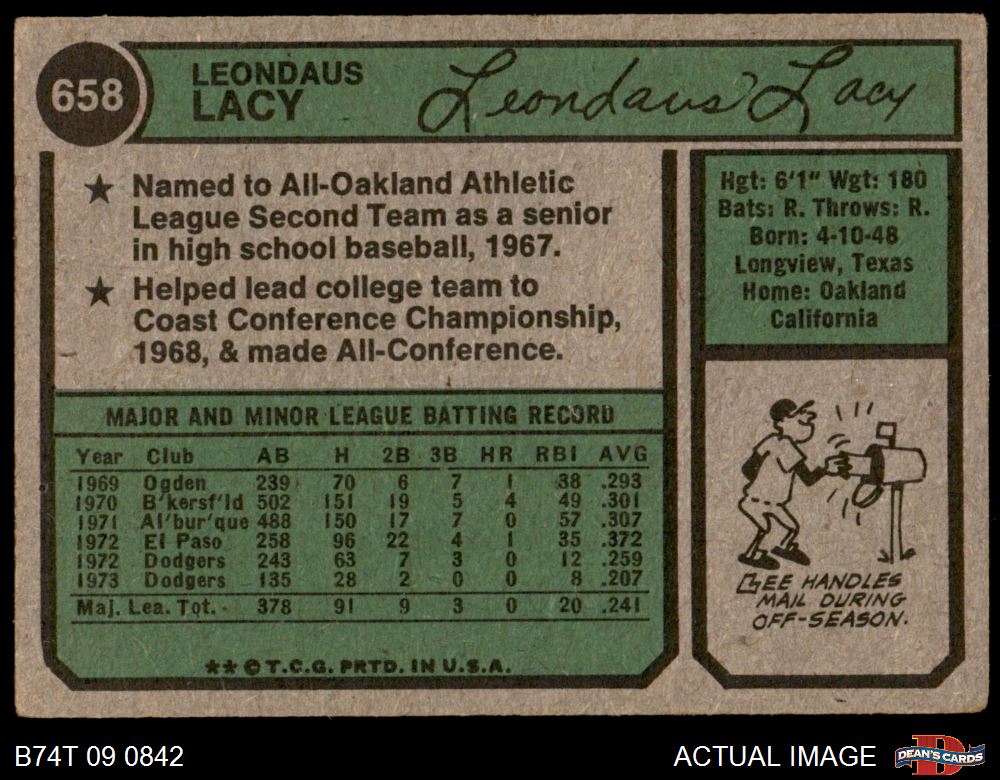 658
LEONDAUS
LACY
Leondaus Lacy
★ Named to All-Oakland Athletic
League Second Team as a senior
in high school baseball, 1967.
★ Helped lead college team to
Coast Conference Championship,
1968, & made All-Conference.
Hgt: 6'1" Wgt: 180
Bats: R. Throws: R.
Born: 4-10-48
Longview, Texas
Home: Oakland
California
MAJOR AND MINOR LEAGUE BATTING RECORD
Year Club AB H 2B 3B HR RBI AVG
1969 Ogden 239 70 6 7 1 38 .293
1970 B'kersf'ld 502 151 19 5 4 49 .301
1971 Al'bur'que 488 150 17 7 0 57 .307
1972 El Paso 258 96 22 4 1 35 .372
1972 Dodgers 243 63 7 3 0 12 .259
1973 Dodgers 135 28 2 0 0 8 .207
Maj. Lea. Tot. 378 91 9 3 0 20 .241
LEE HANDLES
MAIL DURING
OFF-SEASON.
** © T.C.G. PRTD. IN U.S.A.
B74T 09 0842
ACTUAL IMAGE
D
DEAN'S CARDS